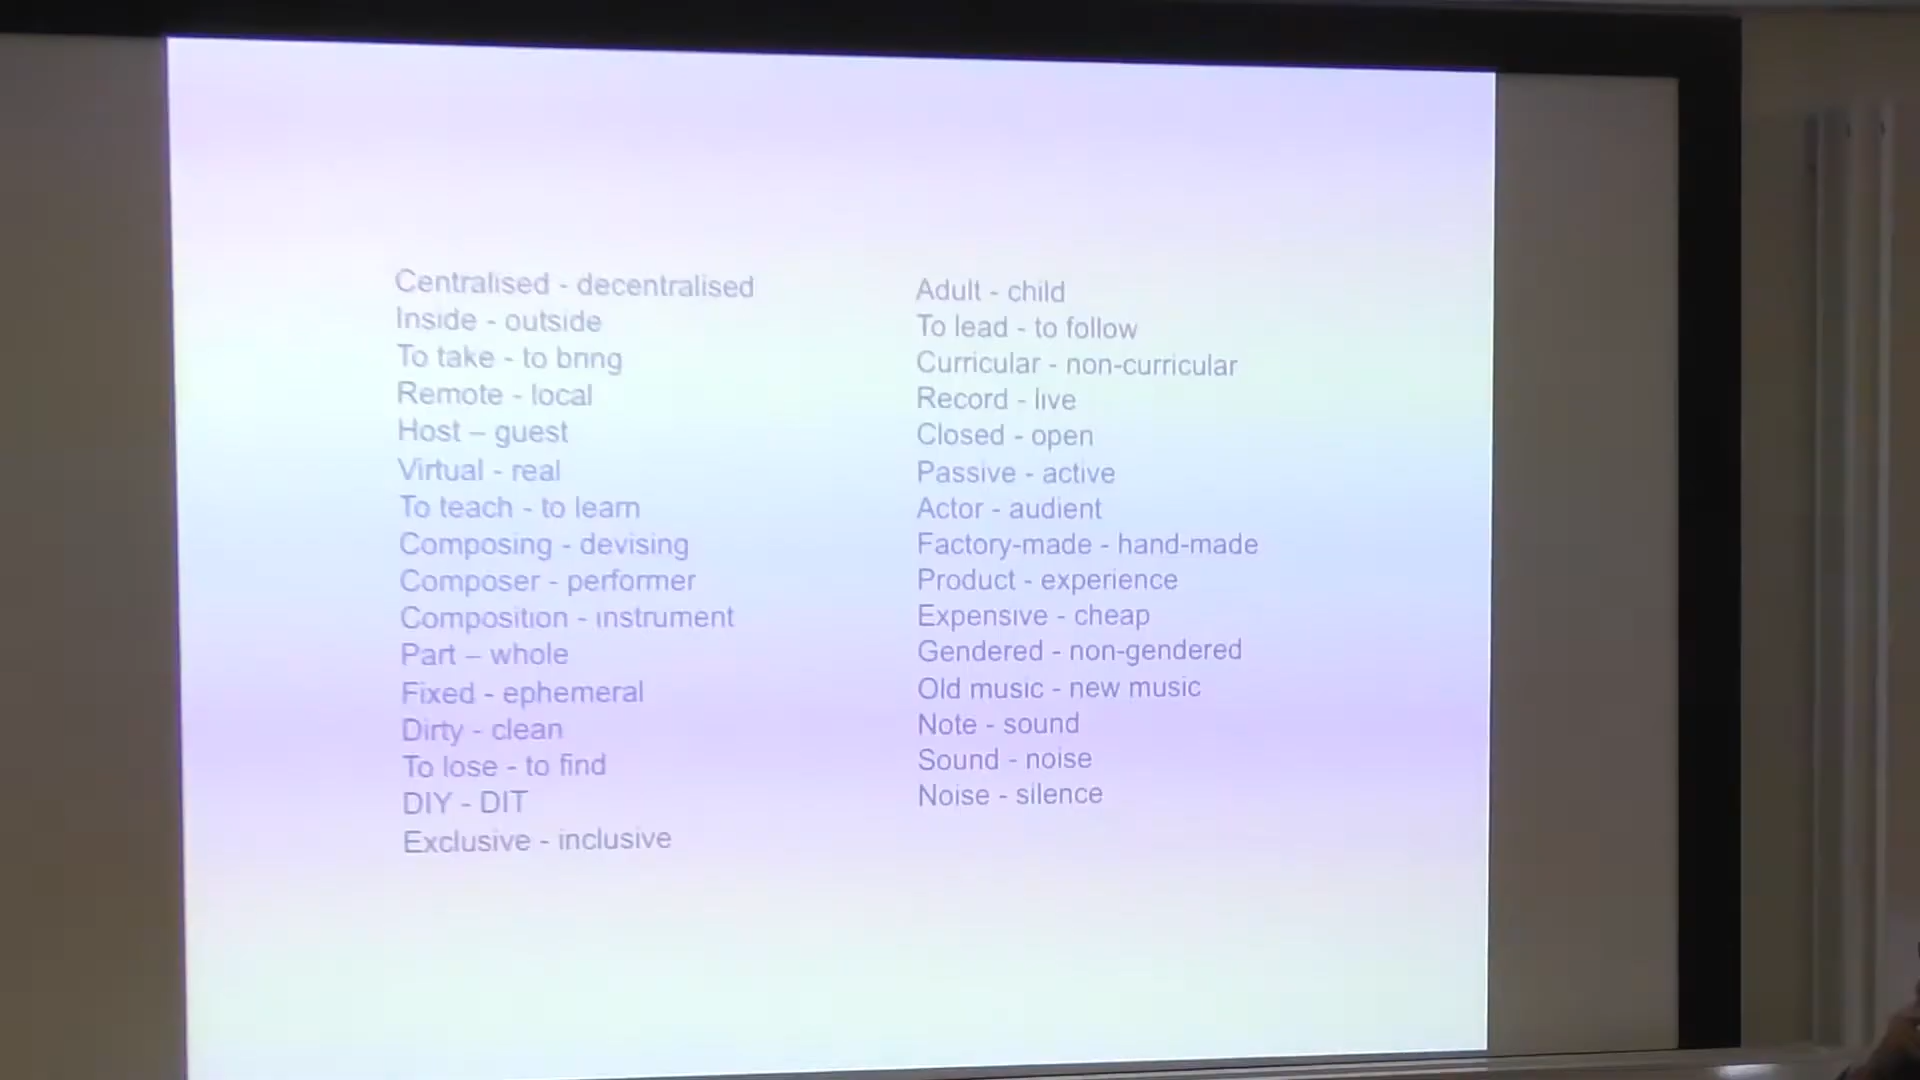 Centralised - decentralised
Inside - outside
To take - to bring
Remote - local
Host – guest
Virtual - real
To teach - to learn
Composing - devising
Composer - performer
Composition - instrument
Part – whole
Fixed - ephemeral
Dirty - clean
To lose - to find
DIY - DIT
Exclusive - inclusive
Adult - child
To lead - to follow
Curricular - non-curricular
Record - live
Closed - open
Passive - active
Actor - audient
Factory-made - hand-made
Product - experience
Expensive - cheap
Gendered - non-gendered
Old music - new music
Note - sound
Sound - noise
Noise - silence